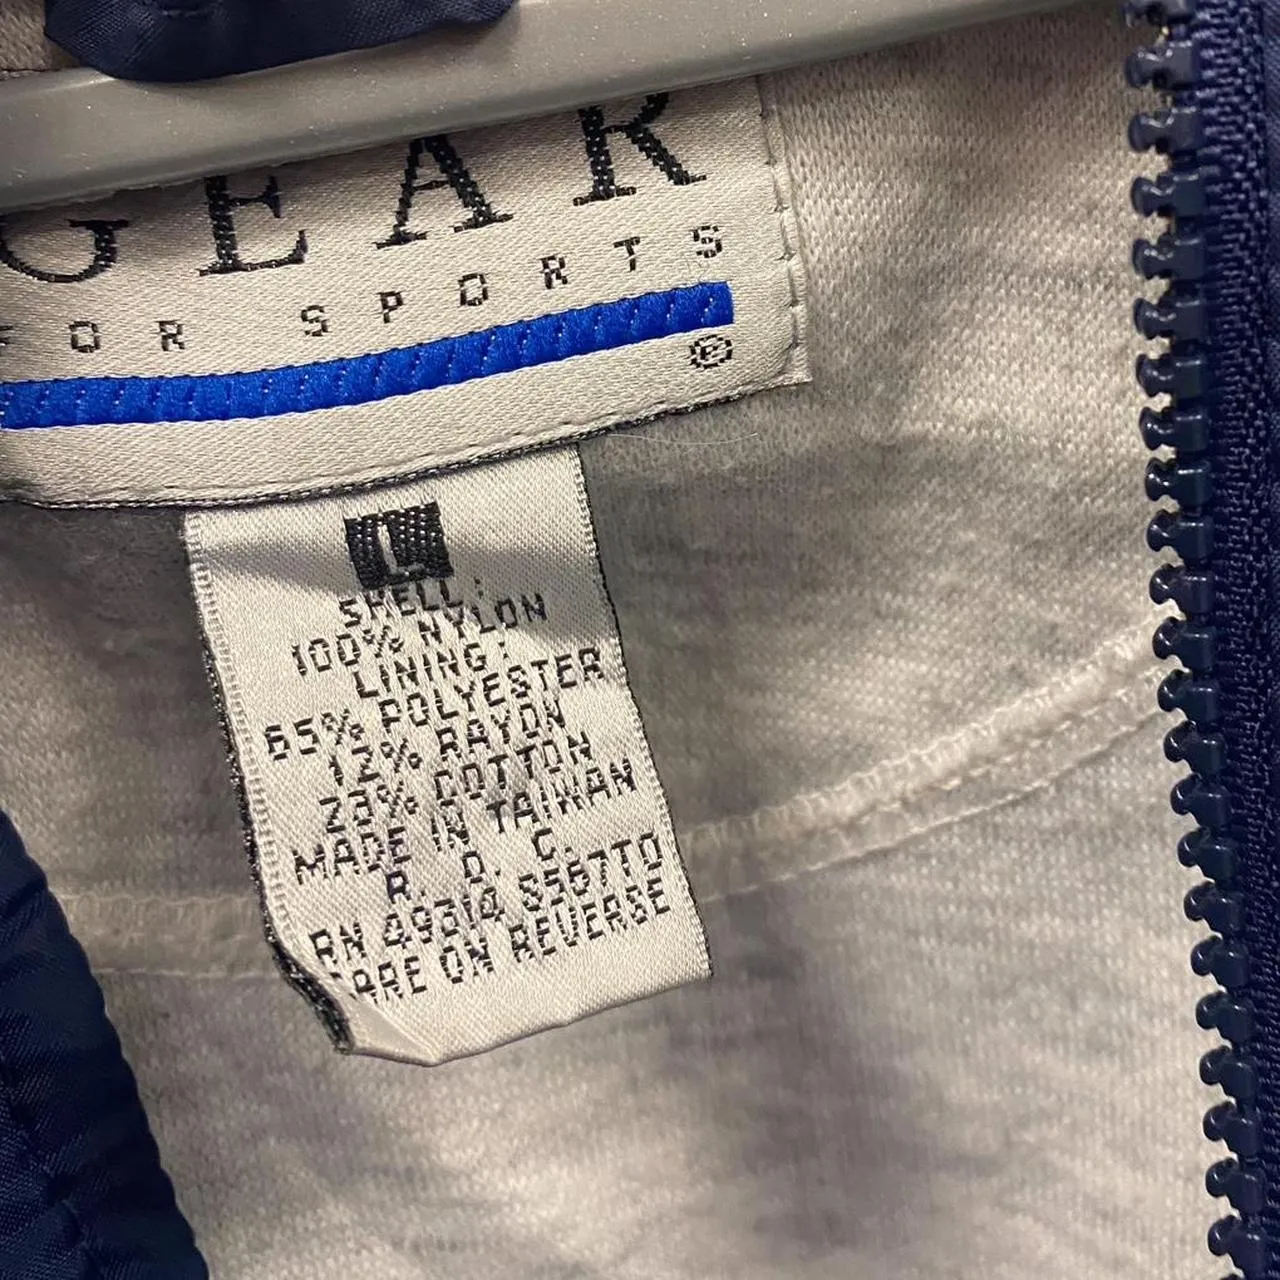 GEAR
FOR SPORTS
®
L
SHELL:
100% NYLON
LINING:
65% POLYESTER
12% RAYON
23% COTTON
MADE IN TAIWAN
R. D. C.
RN 49314 S567TO
CARE ON REVERSE